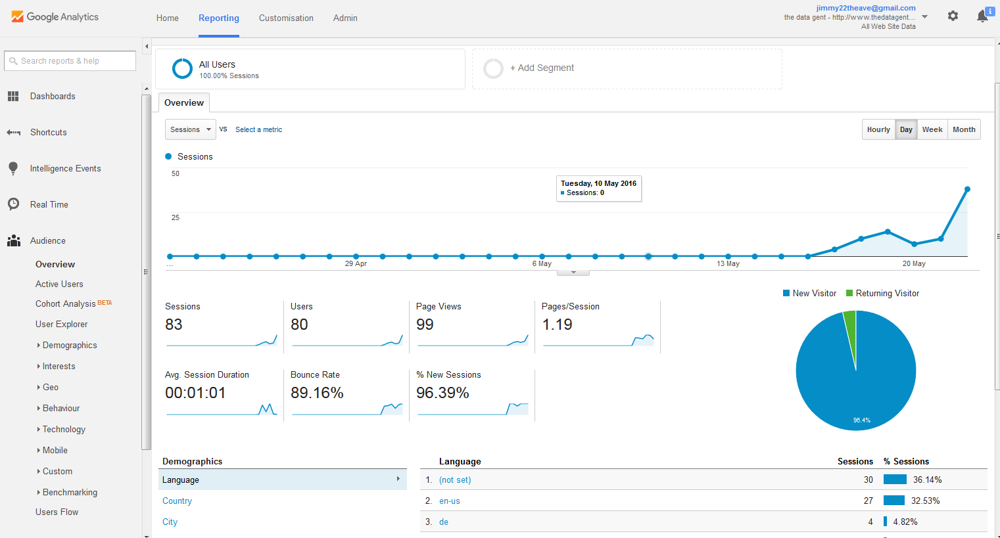 Google Analytics
Home Reporting Customisation Admin
jimmy22theave@gmail.com
the data gent - http://www.thedatagent...
All Web Site Data
i
Search reports & help
Dashboards
Shortcuts
Intelligence Events
Real Time
Audience
Overview
Active Users
Cohort Analysis BETA
User Explorer
Demographics
Interests
Geo
Behaviour
Technology
Mobile
Custom
Benchmarking
Users Flow
All Users
100.00% Sessions
+ Add Segment
Overview
Sessions VS Select a metric
Hourly Day Week Month
Sessions
50
25
Tuesday, 10 May 2016
Sessions: 0
... 29 Apr 6 May 13 May 20 May
Sessions
83
Users
80
Page Views
99
Pages/Session
1.19
Avg. Session Duration
00:01:01
Bounce Rate
89.16%
% New Sessions
96.39%
New Visitor Returning Visitor
96.4%
Demographics
Language
Country
City
Language Sessions % Sessions
1. (not set) 30 36.14%
2. en-us 27 32.53%
3. de 4 4.82%